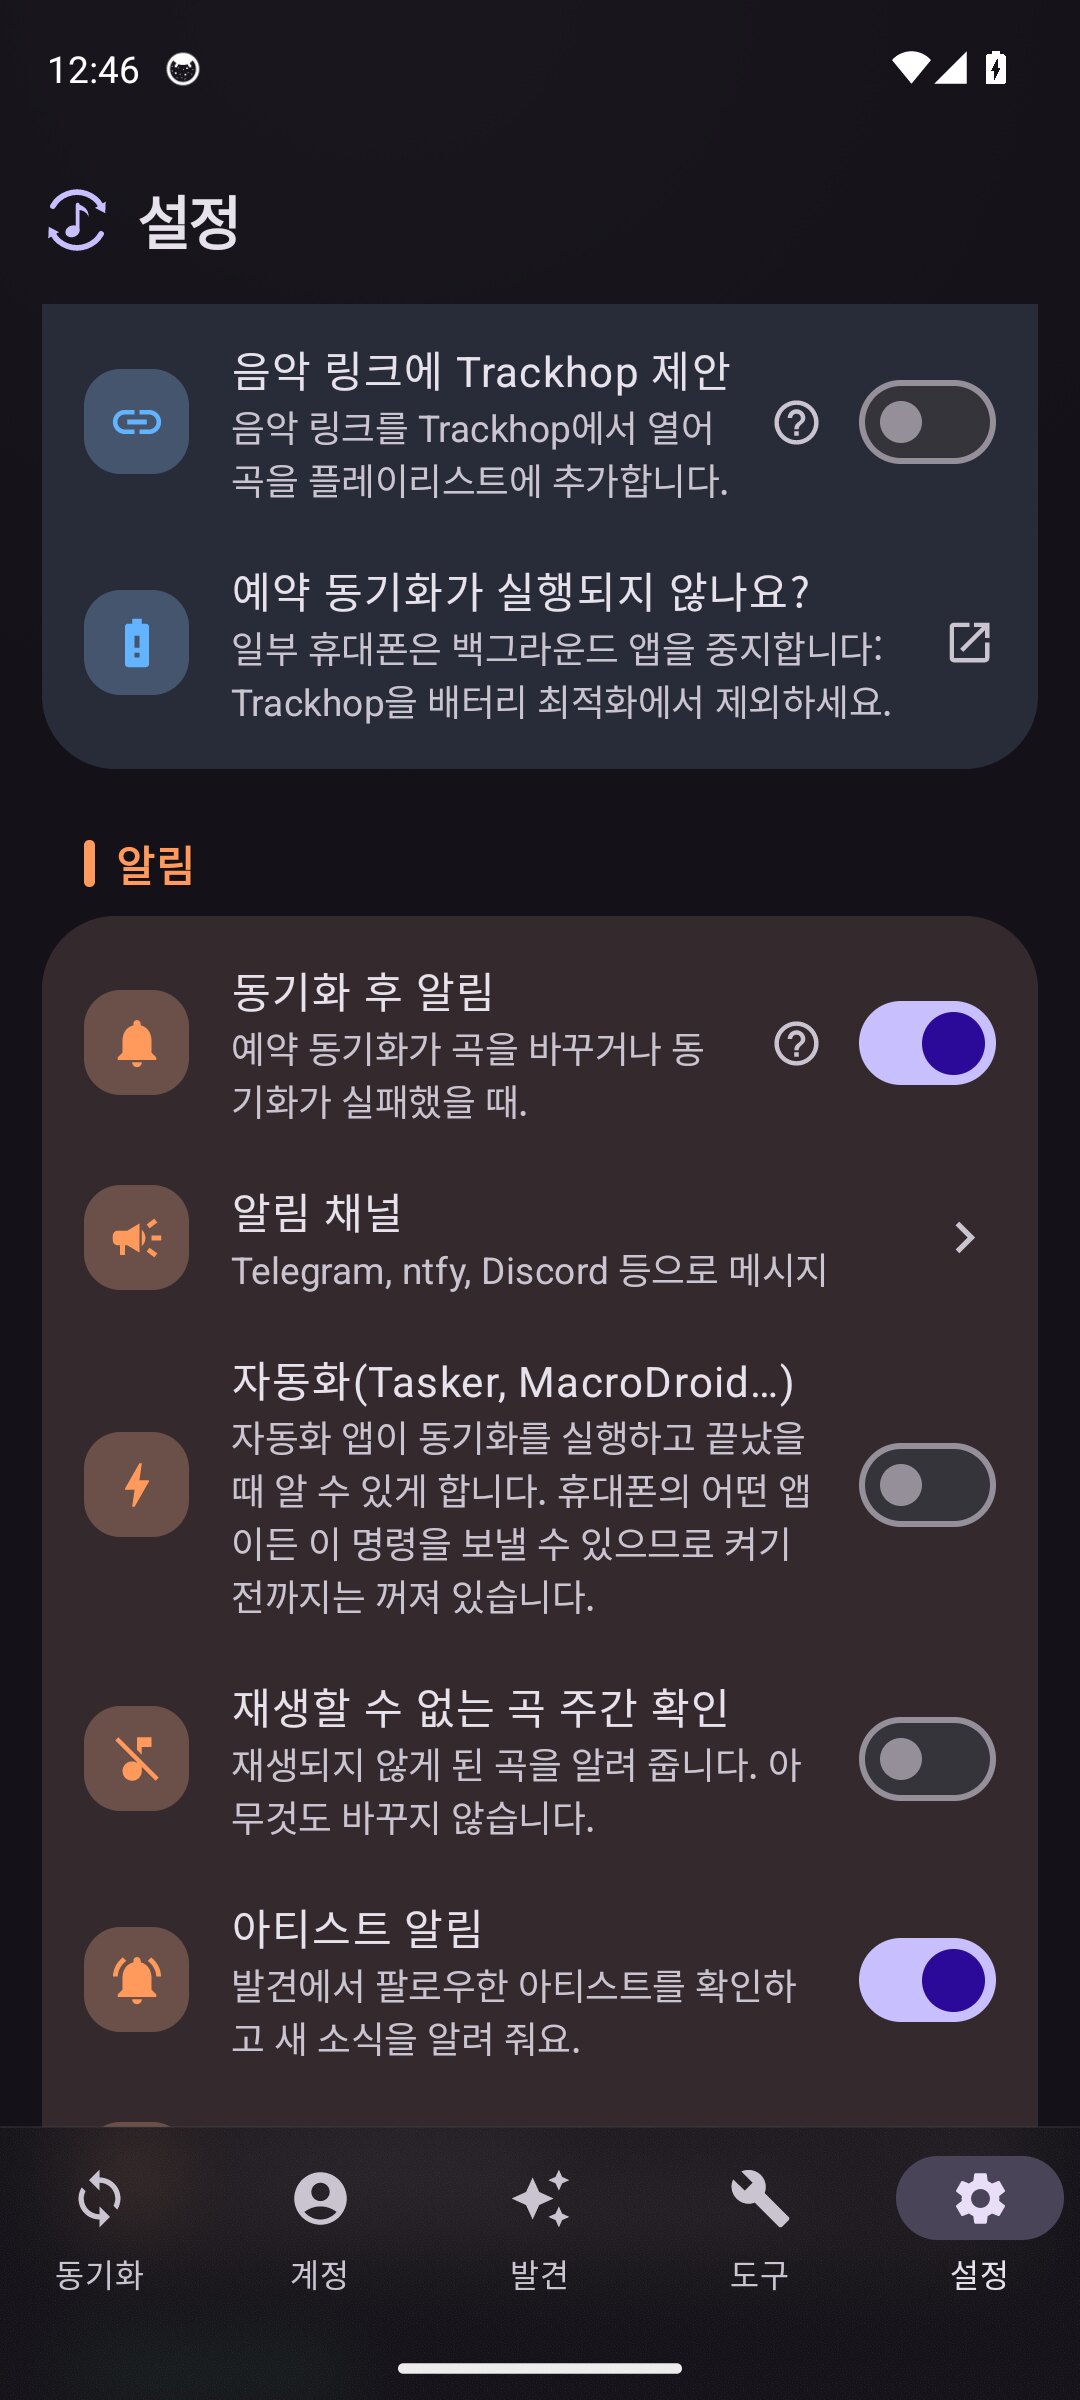 12:46
설정
음악 링크에 Trackhop 제안
음악 링크를 Trackhop에서 열어
곡을 플레이리스트에 추가합니다.
예약 동기화가 실행되지 않나요?
일부 휴대폰은 백그라운드 앱을 중지합니다:
Trackhop을 배터리 최적화에서 제외하세요.
알림
동기화 후 알림
예약 동기화가 곡을 바꾸거나 동
기화가 실패했을 때.
알림 채널
Telegram, ntfy, Discord 등으로 메시지
자동화(Tasker, MacroDroid…)
자동화 앱이 동기화를 실행하고 끝났을
때 알 수 있게 합니다. 휴대폰의 어떤 앱
이든 이 명령을 보낼 수 있으므로 켜기
전까지는 꺼져 있습니다.
재생할 수 없는 곡 주간 확인
재생되지 않게 된 곡을 알려 줍니다. 아
무것도 바꾸지 않습니다.
아티스트 알림
발견에서 팔로우한 아티스트를 확인하
고 새 소식을 알려 줘요.
동기화
계정
발견
도구
설정